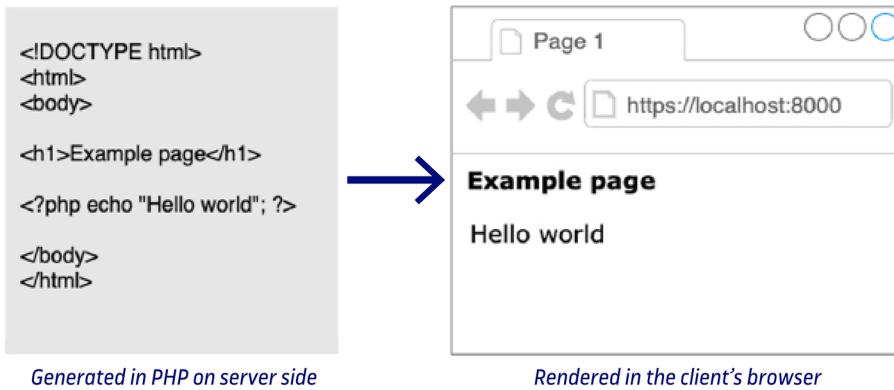 <!DOCTYPE html>
<html>
<body>
<h1>Example page</h1>
<?php echo "Hello world"; ?>
</body>
</html>
Generated in PHP on server side
Page 1
https://localhost:8000
Example page
Hello world
Rendered in the client's browser